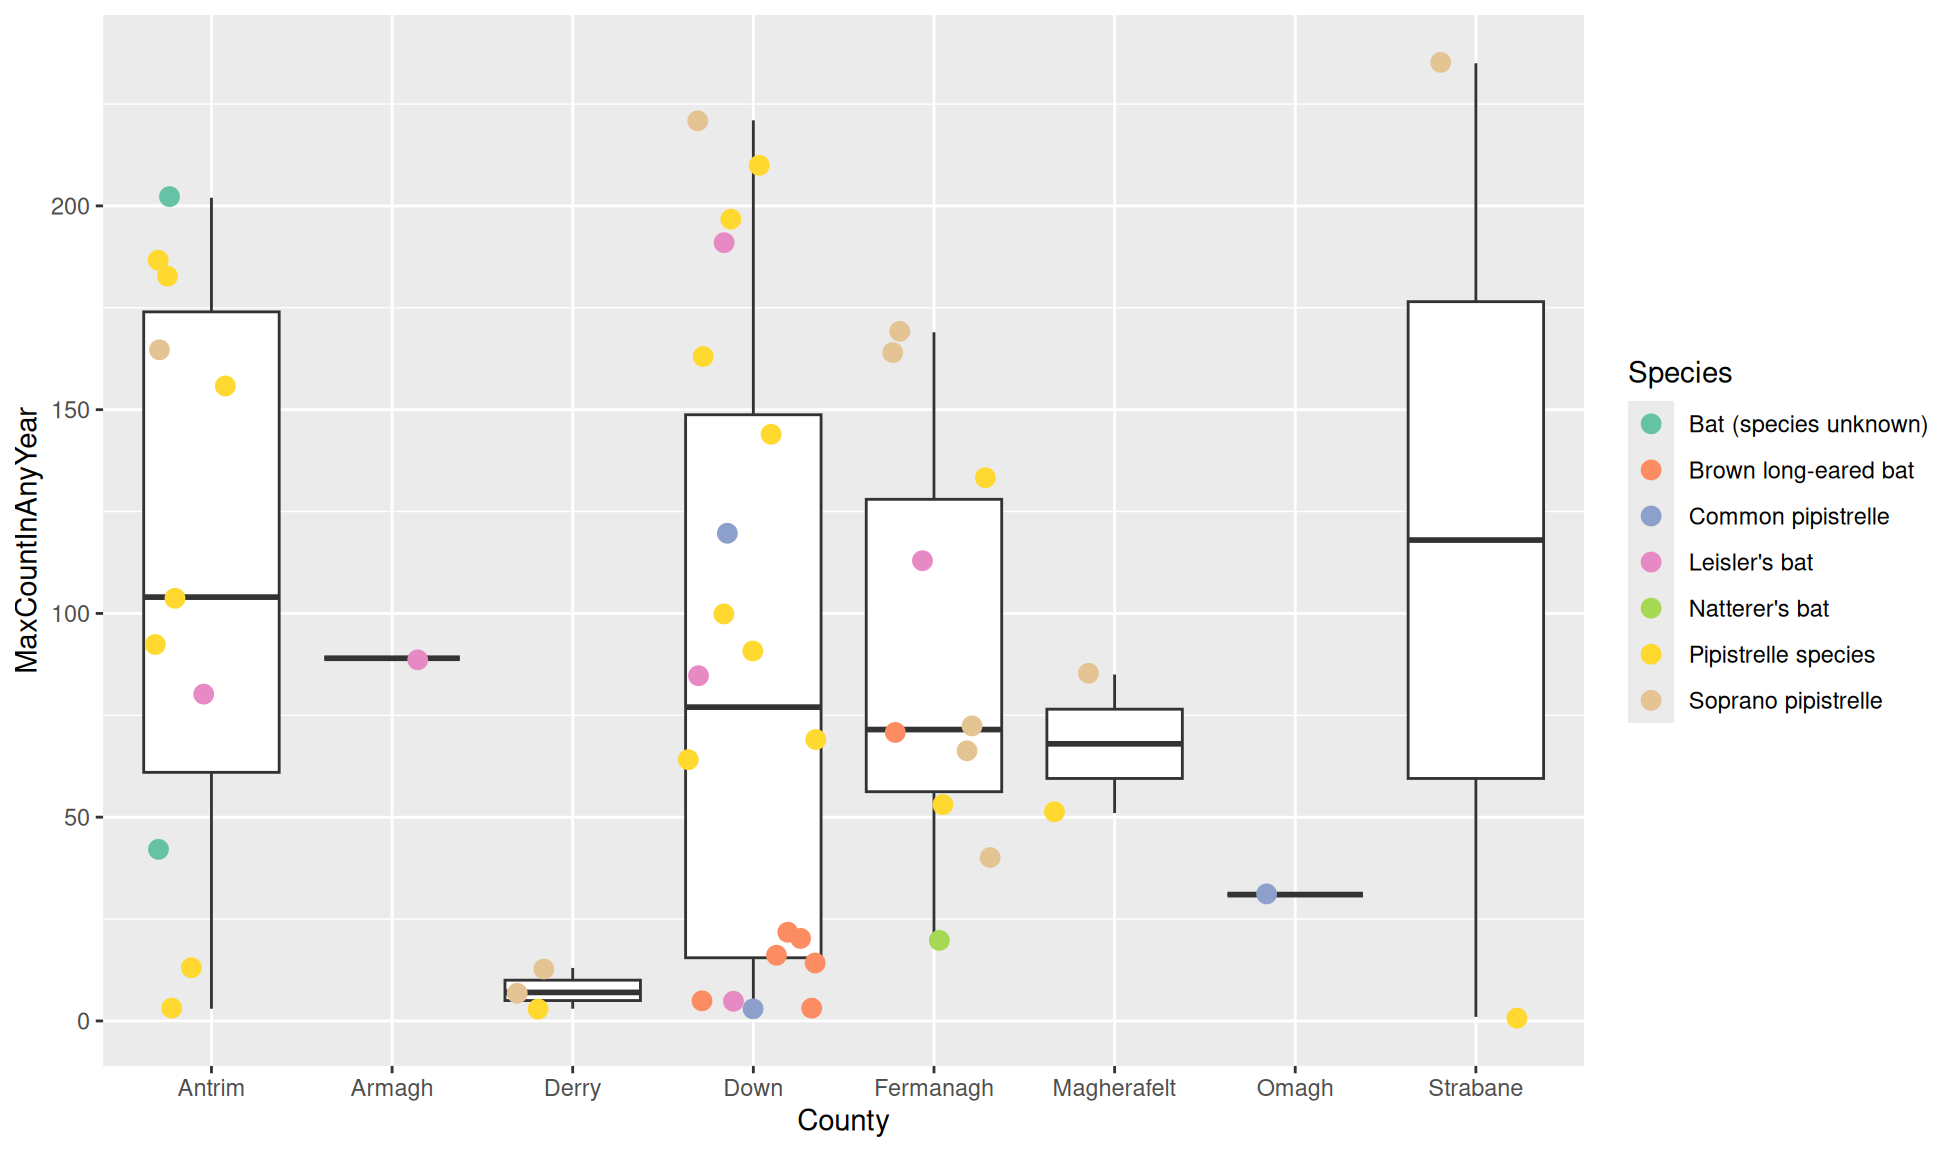 MaxCountInAnyYear
200
150
100
50
0
Antrim Armagh Derry Down Fermanagh Magherafelt Omagh Strabane
County
Species
Bat (species unknown)
Brown long-eared bat
Common pipistrelle
Leisler's bat
Natterer's bat
Pipistrelle species
Soprano pipistrelle